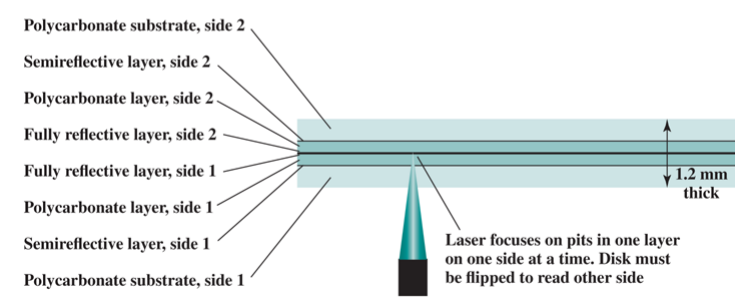 Polycarbonate substrate, side 2
Semireflective layer, side 2
Polycarbonate layer, side 2
Fully reflective layer, side 2
Fully reflective layer, side 1
Polycarbonate layer, side 1
Semireflective layer, side 1
Polycarbonate substrate, side 1
1.2 mm
thick
Laser focuses on pits in one layer
on one side at a time. Disk must
be flipped to read other side